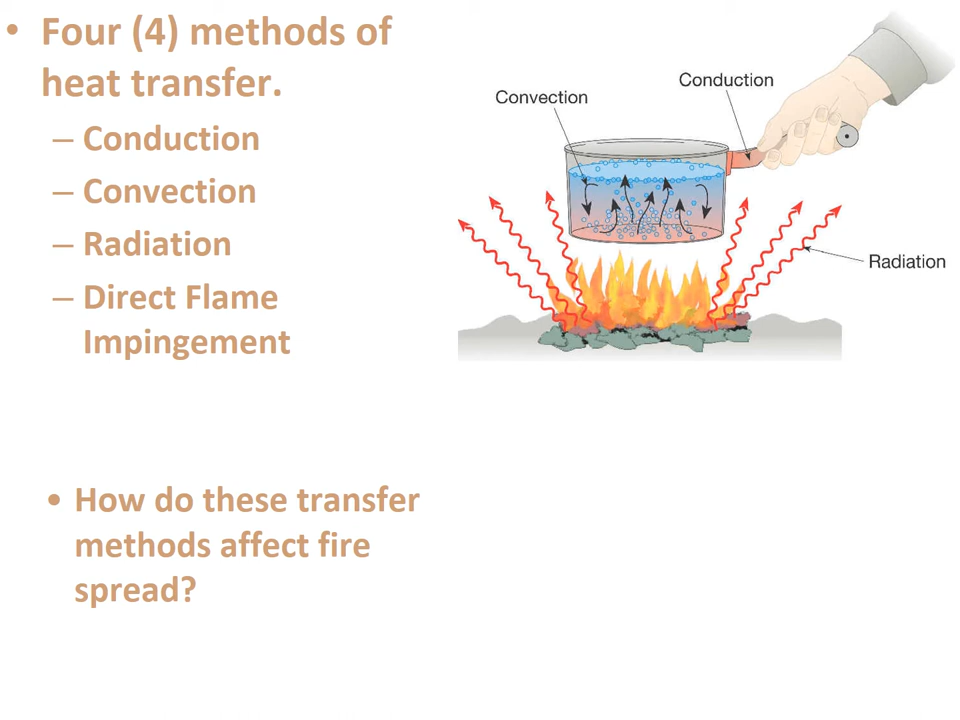 • Four (4) methods of
heat transfer.
– Conduction
– Convection
– Radiation
– Direct Flame
Impingement
• How do these transfer
methods affect fire
spread?
Convection
Conduction
Radiation